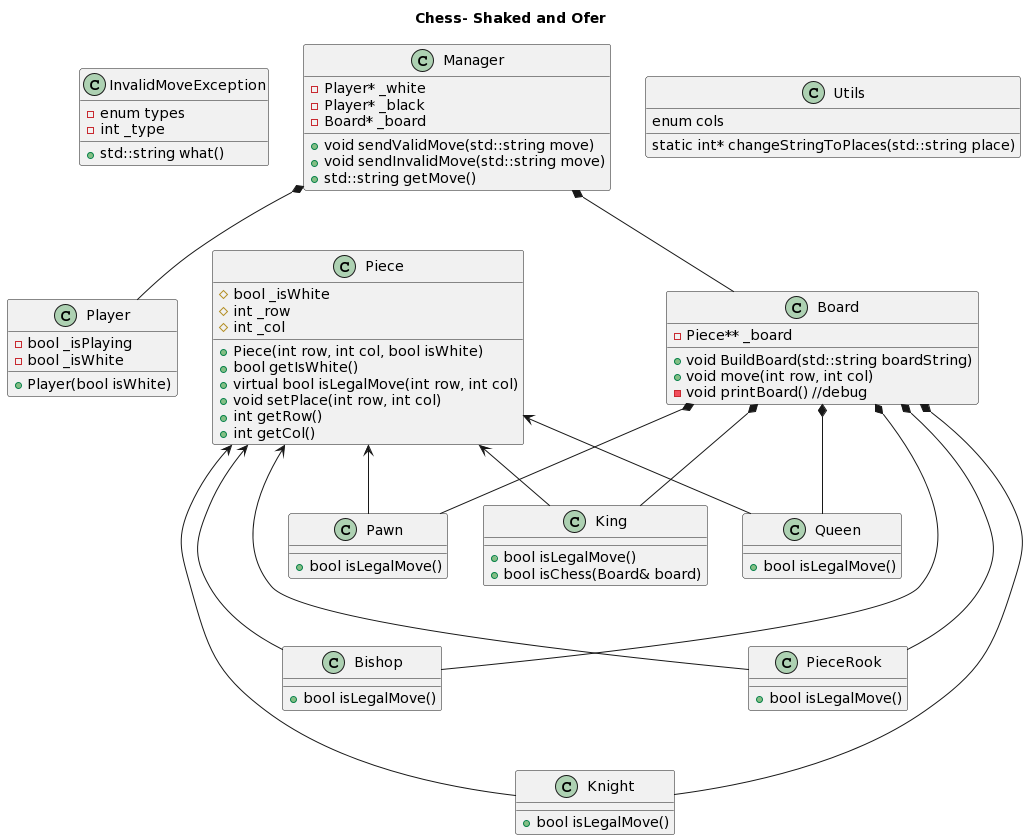 Chess- Shaked and Ofer
C InvalidMoveException
enum types
int _type
std::string what()
C Manager
Player* _white
Player* _black
Board* _board
void sendValidMove(std::string move)
void sendInvalidMove(std::string move)
std::string getMove()
C Utils
enum cols
static int* changeStringToPlaces(std::string place)
C Player
bool _isPlaying
bool _isWhite
Player(bool isWhite)
C Piece
bool _isWhite
int _row
int _col
Piece(int row, int col, bool isWhite)
bool getIsWhite()
virtual bool isLegalMove(int row, int col)
void setPlace(int row, int col)
int getRow()
int getCol()
C Board
Piece** _board
void BuildBoard(std::string boardString)
void move(int row, int col)
void printBoard() //debug
C Pawn
bool isLegalMove()
C King
bool isLegalMove()
bool isChess(Board& board)
C Queen
bool isLegalMove()
C Bishop
bool isLegalMove()
C PieceRook
bool isLegalMove()
C Knight
bool isLegalMove()